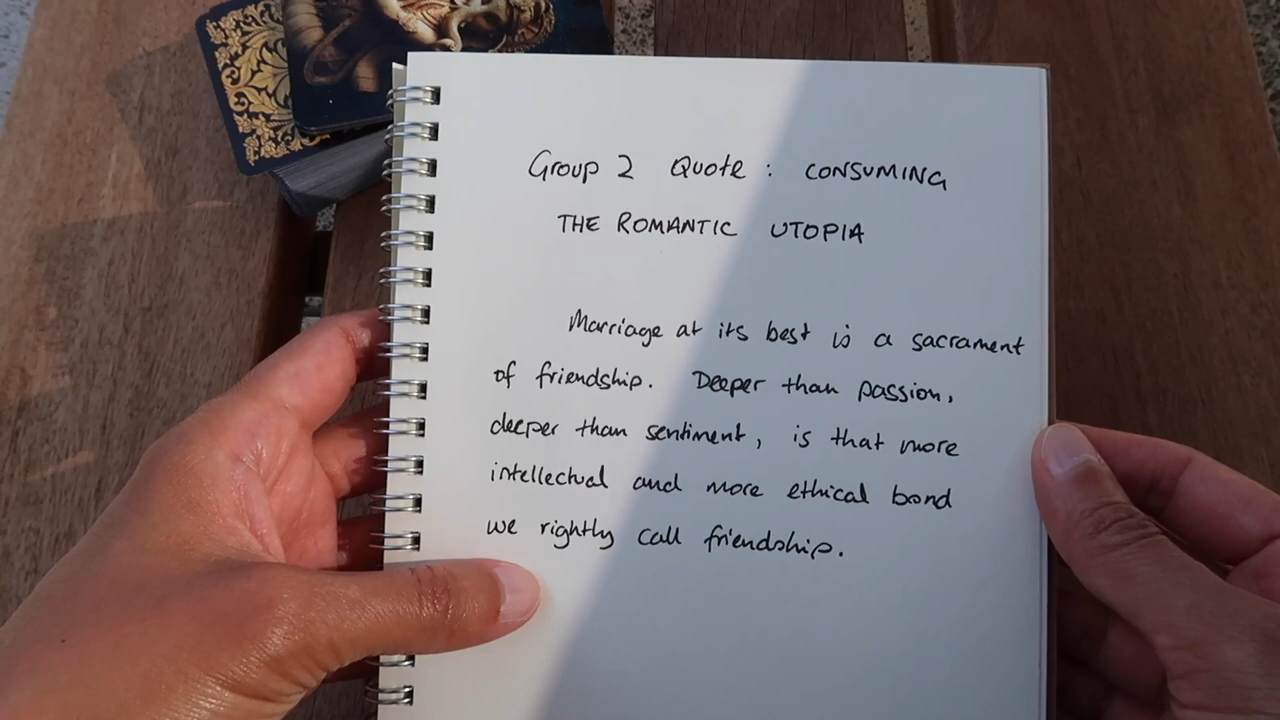 Group 2 Quote : CONSUMING
THE ROMANTIC UTOPIA
Marriage at its best is a sacrament
of friendship. Deeper than passion,
deeper than sentiment, is that more
intellectual and more ethical bond
we rightly call friendship.